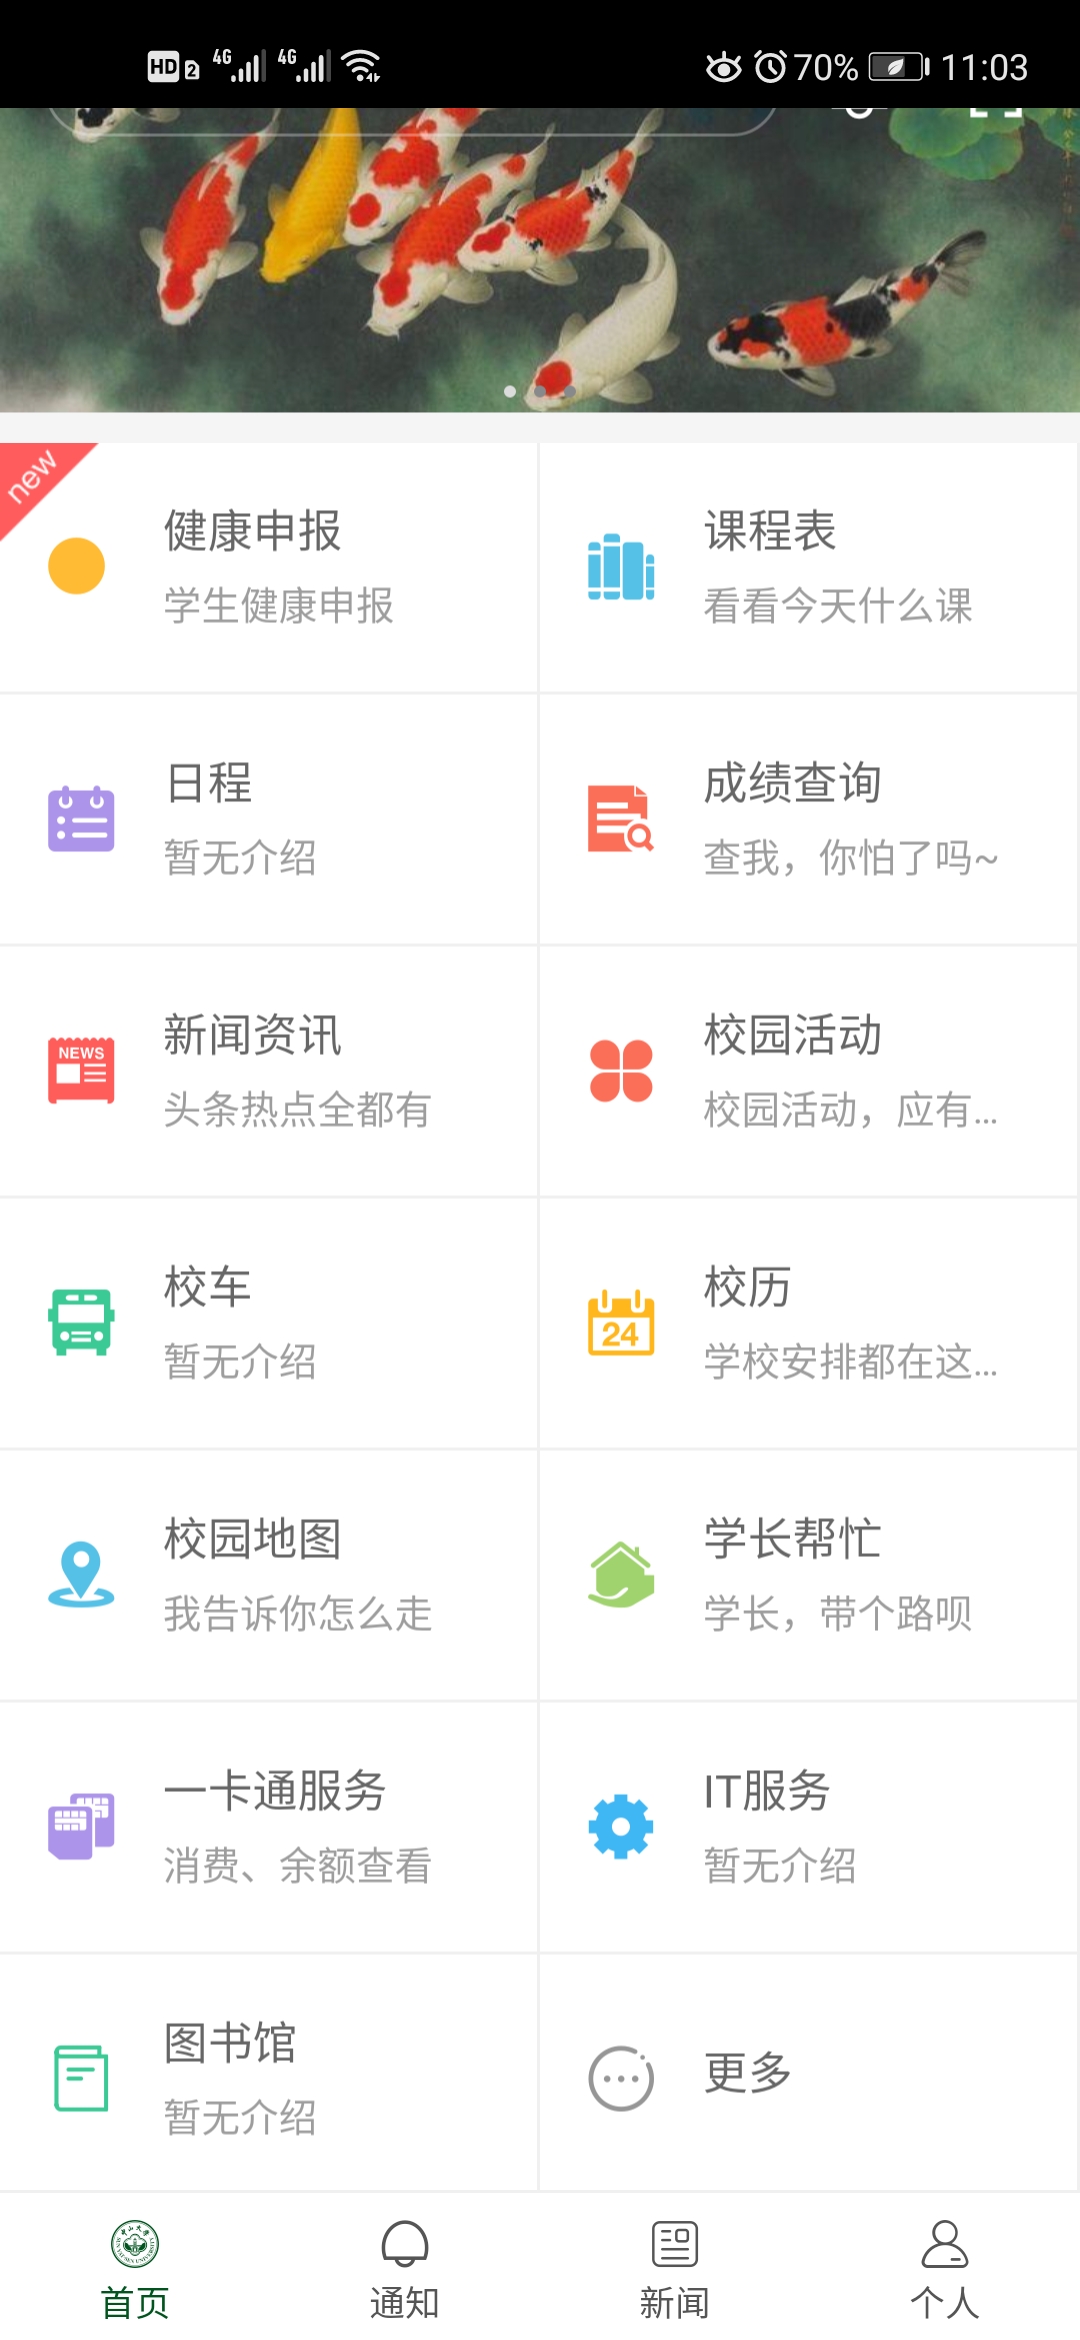 HD 2 4G 4G 70% 11:03
new
健康申报
学生健康申报
课程表
看看今天什么课
日程
暂无介绍
成绩查询
查我，你怕了吗~
NEWS
新闻资讯
头条热点全都有
校园活动
校园活动，应有...
校车
暂无介绍
24
校历
学校安排都在这...
校园地图
我告诉你怎么走
学长帮忙
学长，带个路呗
一卡通服务
消费、余额查看
IT服务
暂无介绍
图书馆
暂无介绍
更多
首页
通知
新闻
个人